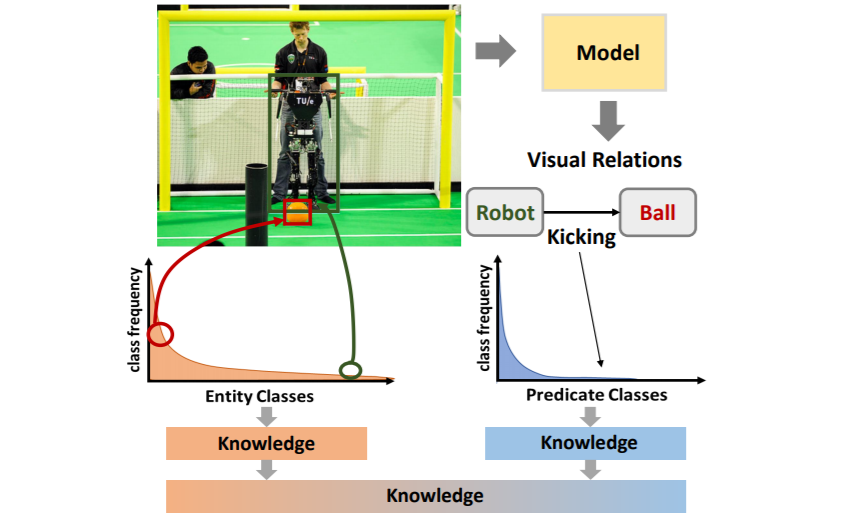 TU/e
Model
Visual Relations
Robot
Ball
Kicking
class frequency
Entity Classes
class frequency
Predicate Classes
Knowledge
Knowledge
Knowledge